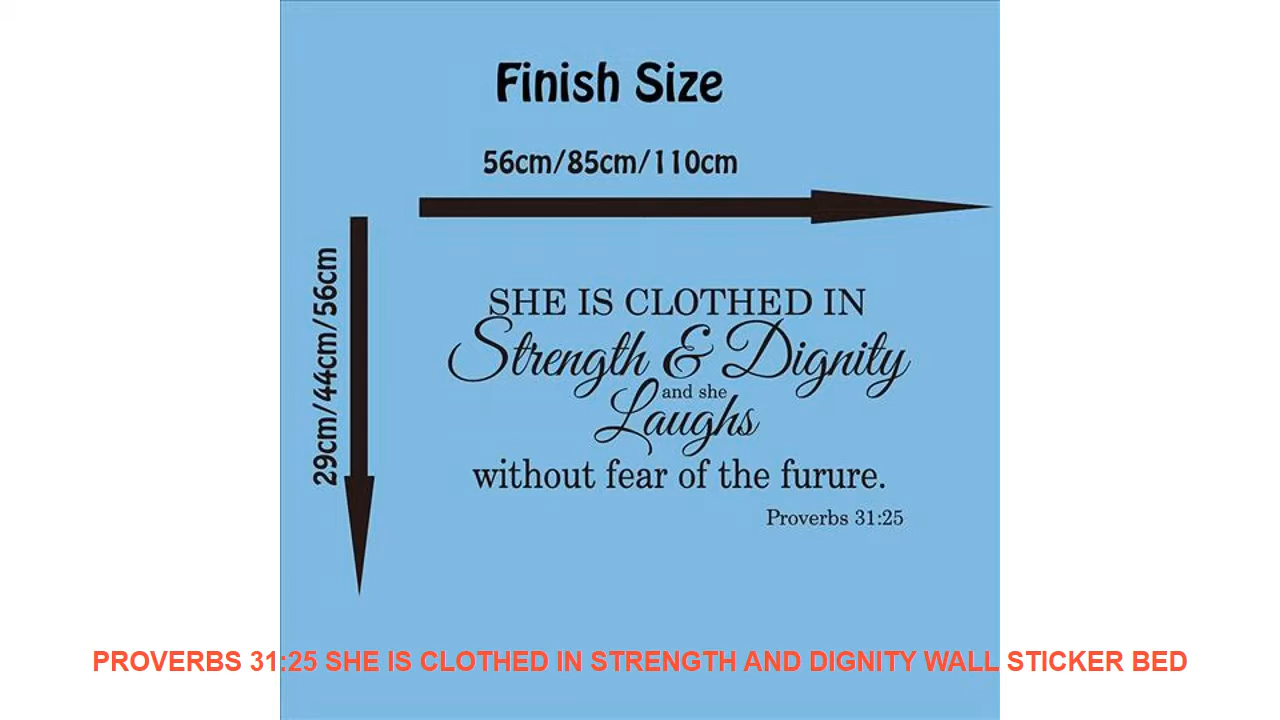 Finish Size
56cm/85cm/110cm
29cm/44cm/56cm
SHE IS CLOTHED IN
Strength & Dignity
and she
Laughs
without fear of the furure.
Proverbs 31:25
PROVERBS 31:25 SHE IS CLOTHED IN STRENGTH AND DIGNITY WALL STICKER BED